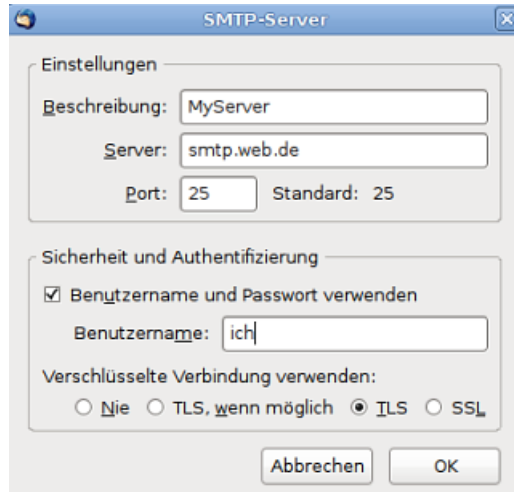 SMTP-Server
Einstellungen
Beschreibung: MyServer
Server: smtp.web.de
Port: 25 Standard: 25
Sicherheit und Authentifizierung
Benutzername und Passwort verwenden
Benutzername: ich
Verschlüsselte Verbindung verwenden:
Nie TLS, wenn möglich TLS SSL
Abbrechen OK